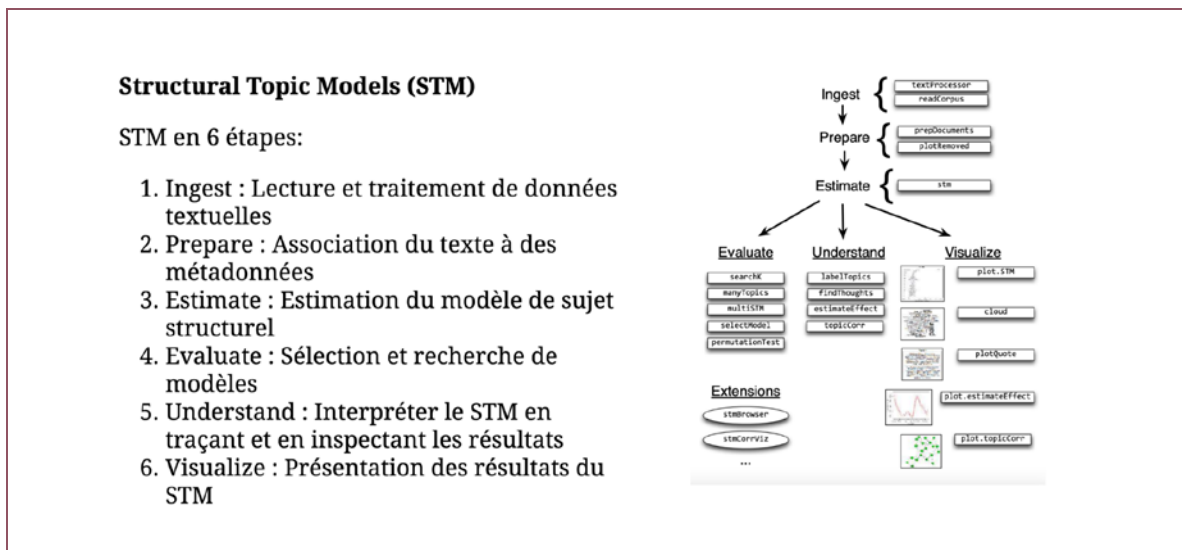 Structural Topic Models (STM)
STM en 6 étapes:
1. Ingest : Lecture et traitement de données
textuelles
2. Prepare : Association du texte à des
métadonnées
3. Estimate : Estimation du modèle de sujet
structurel
4. Evaluate : Sélection et recherche de
modèles
5. Understand : Interpréter le STM en
traçant et en inspectant les résultats
6. Visualize : Présentation des résultats du
STM
Ingest
textProcessor
readCorpus
Prepare
prepDocuments
plotRemoved
Estimate
stm
Evaluate
searchK
manyTopics
multiSTM
selectModel
permutationTest
Understand
labelTopics
findThoughts
estimateEffect
topicCorr
Visualize
plot.STM
cloud
plotQuote
plot.estimateEffect
plot.topicCorr
Extensions
stmBrowser
stmCorrViz
...